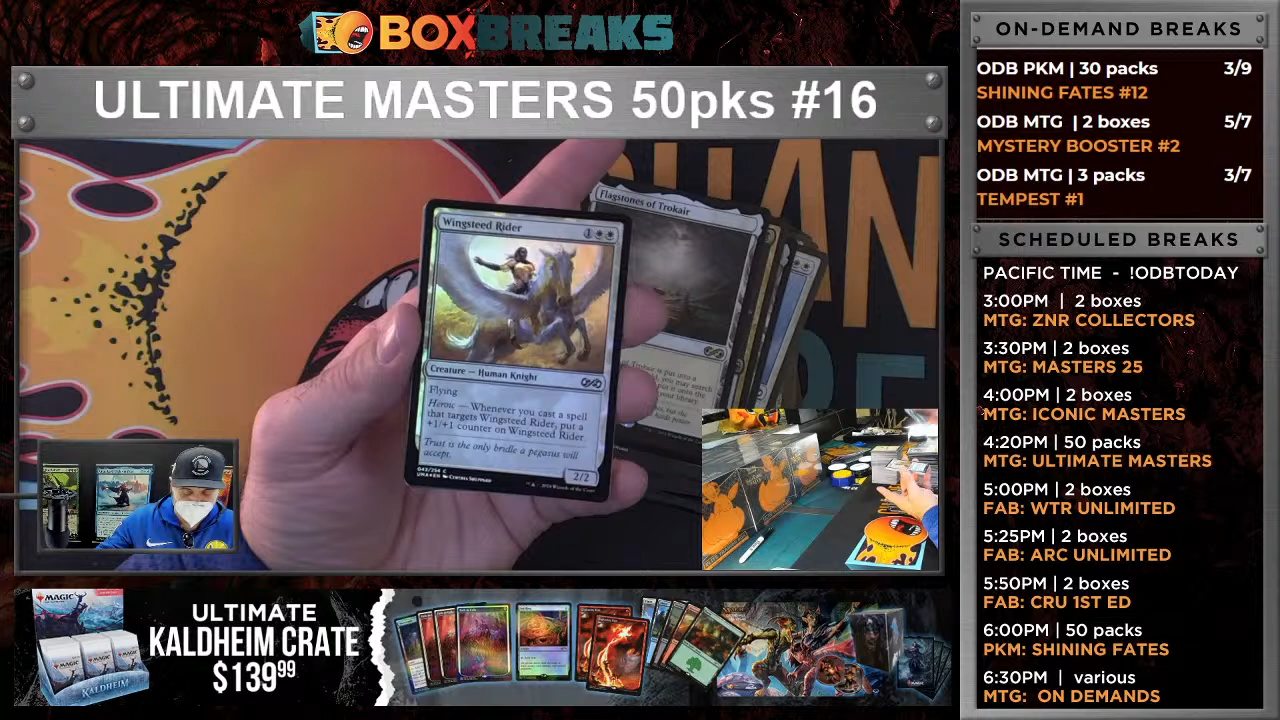 BOXBREAKS
ULTIMATE MASTERS 50pks #16
Flagstones of Trokair
Wingsteed Rider
Creature — Human Knight
Flying
Heroic — Whenever you cast a spell
that targets Wingsteed Rider, put a
+1/+1 counter on Wingsteed Rider
Trust is the only bridle a pegasus will
accept.
2/2
ULTIMATE
KALDHEIM CRATE
$139⁹⁹
MAGIC
KALDHEIM
ON-DEMAND BREAKS
ODB PKM | 30 packs 3/9
SHINING FATES #12
ODB MTG | 2 boxes 5/7
MYSTERY BOOSTER #2
ODB MTG | 3 packs 3/7
TEMPEST #1
SCHEDULED BREAKS
PACIFIC TIME - !ODBTODAY
3:00PM | 2 boxes
MTG: ZNR COLLECTORS
3:30PM | 2 boxes
MTG: MASTERS 25
4:00PM | 2 boxes
MTG: ICONIC MASTERS
4:20PM | 50 packs
MTG: ULTIMATE MASTERS
5:00PM | 2 boxes
FAB: WTR UNLIMITED
5:25PM | 2 boxes
FAB: ARC UNLIMITED
5:50PM | 2 boxes
FAB: CRU 1ST ED
6:00PM | 50 packs
PKM: SHINING FATES
6:30PM | various
MTG: ON DEMANDS